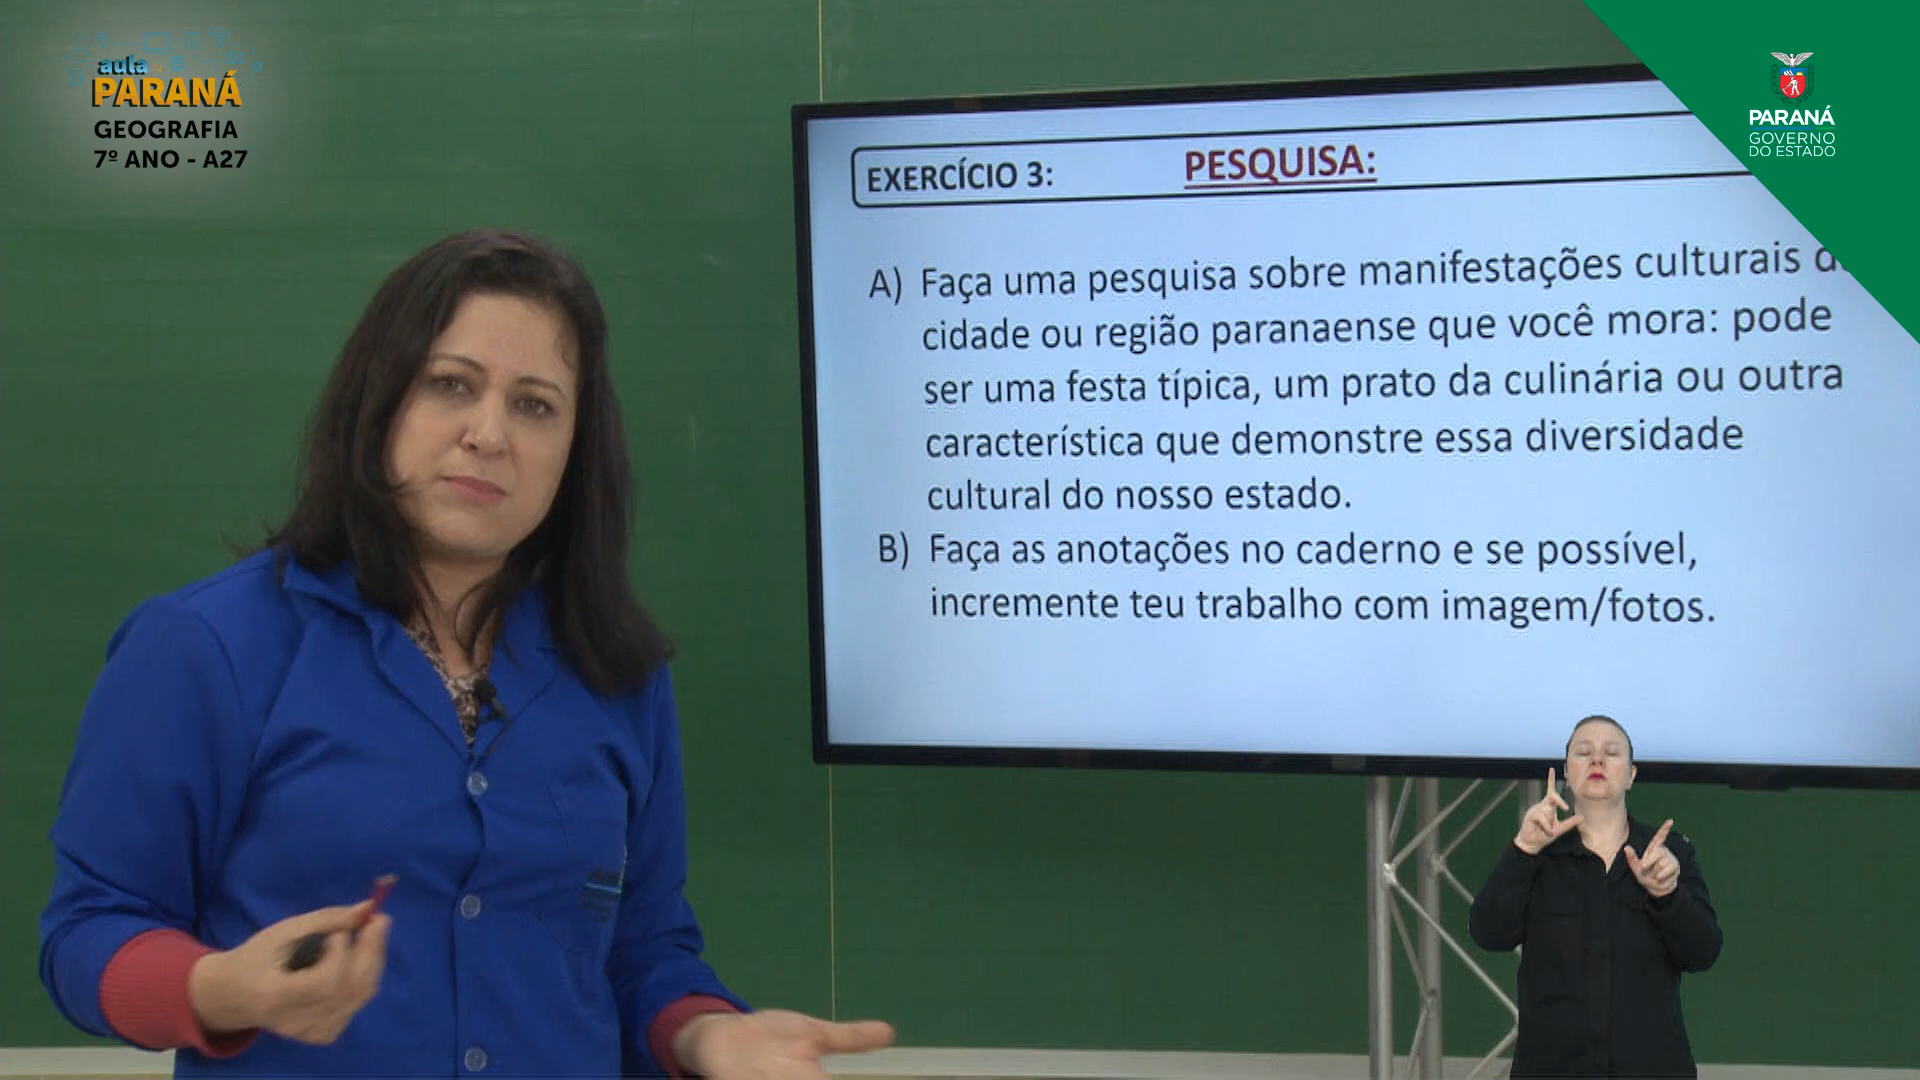 aula
PARANÁ
GEOGRAFIA
7º ANO - A27
PARANÁ
GOVERNO
DO ESTADO
EXERCÍCIO 3: PESQUISA:
A) Faça uma pesquisa sobre manifestações culturais
cidade ou região paranaense que você mora: pode
ser uma festa típica, um prato da culinária ou outra
característica que demonstre essa diversidade
cultural do nosso estado.
B) Faça as anotações no caderno e se possível,
incremente teu trabalho com imagem/fotos.